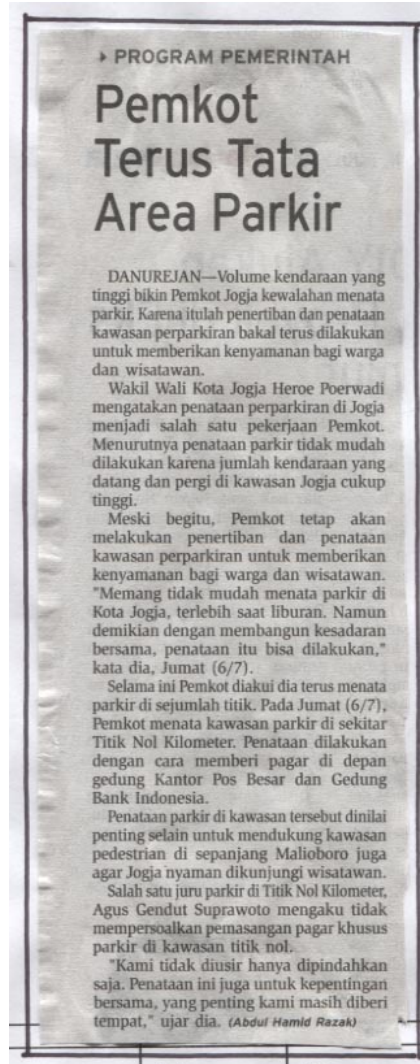 ▸ PROGRAM PEMERINTAH
Pemkot
Terus Tata
Area Parkir
DANUREJAN—Volume kendaraan yang
tinggi bikin Pemkot Jogja kewalahan menata
parkir. Karena itulah penertiban dan penataan
kawasan perparkiran bakal terus dilakukan
untuk memberikan kenyamanan bagi warga
dan wisatawan.
Wakil Wali Kota Jogja Heroe Poerwadi
mengatakan penataan perparkiran di Jogja
menjadi salah satu pekerjaan Pemkot.
Menurutnya penataan parkir tidak mudah
dilakukan karena jumlah kendaraan yang
datang dan pergi di kawasan Jogja cukup
tinggi.
Meski begitu, Pemkot tetap akan
melakukan penertiban dan penataan
kawasan perparkiran untuk memberikan
kenyamanan bagi warga dan wisatawan.
"Memang tidak mudah menata parkir di
Kota Jogja, terlebih saat liburan. Namun
demikian dengan membangun kesadaran
bersama, penataan itu bisa dilakukan,"
kata dia, Jumat (6/7).
Selama ini Pemkot diakui dia terus menata
parkir di sejumlah titik. Pada Jumat (6/7),
Pemkot menata kawasan parkir di sekitar
Titik Nol Kilometer. Penataan dilakukan
dengan cara memberi pagar di depan
gedung Kantor Pos Besar dan Gedung
Bank Indonesia.
Penataan parkir di kawasan tersebut dinilai
penting selain untuk mendukung kawasan
pedestrian di sepanjang Malioboro juga
agar Jogja nyaman dikunjungi wisatawan.
Salah satu juru parkir di Titik Nol Kilometer,
Agus Gendut Suprawoto mengaku tidak
mempersoalkan pemasangan pagar khusus
parkir di kawasan titik nol.
"Kami tidak diusir hanya dipindahkan
saja. Penataan ini juga untuk kepentingan
bersama, yang penting kami masih diberi
tempat," ujar dia. (Abdul Hamid Razak)